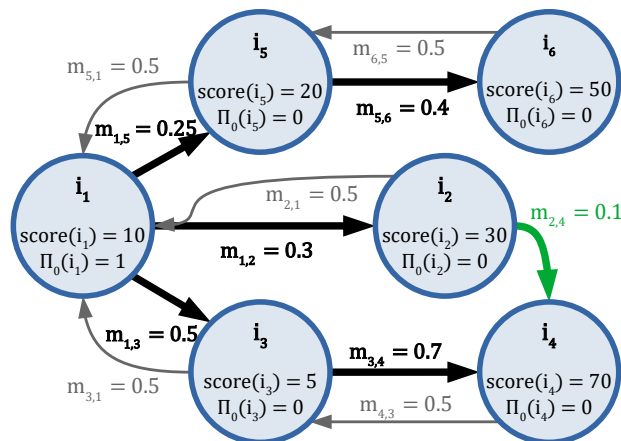 i₅
score(i₅) = 20
Π₀(i₅) = 0
m₆,₅ = 0.5
i₆
score(i₆) = 50
Π₀(i₆) = 0
m₅,₁ = 0.5
m₁,₅ = 0.25
m₅,₆ = 0.4
i₁
score(i₁) = 10
Π₀(i₁) = 1
m₂,₁ = 0.5
m₁,₂ = 0.3
i₂
score(i₂) = 30
Π₀(i₂) = 0
m₂,₄ = 0.1
m₁,₃ = 0.5
m₃,₁ = 0.5
i₃
score(i₃) = 5
Π₀(i₃) = 0
m₃,₄ = 0.7
m₄,₃ = 0.5
i₄
score(i₄) = 70
Π₀(i₄) = 0